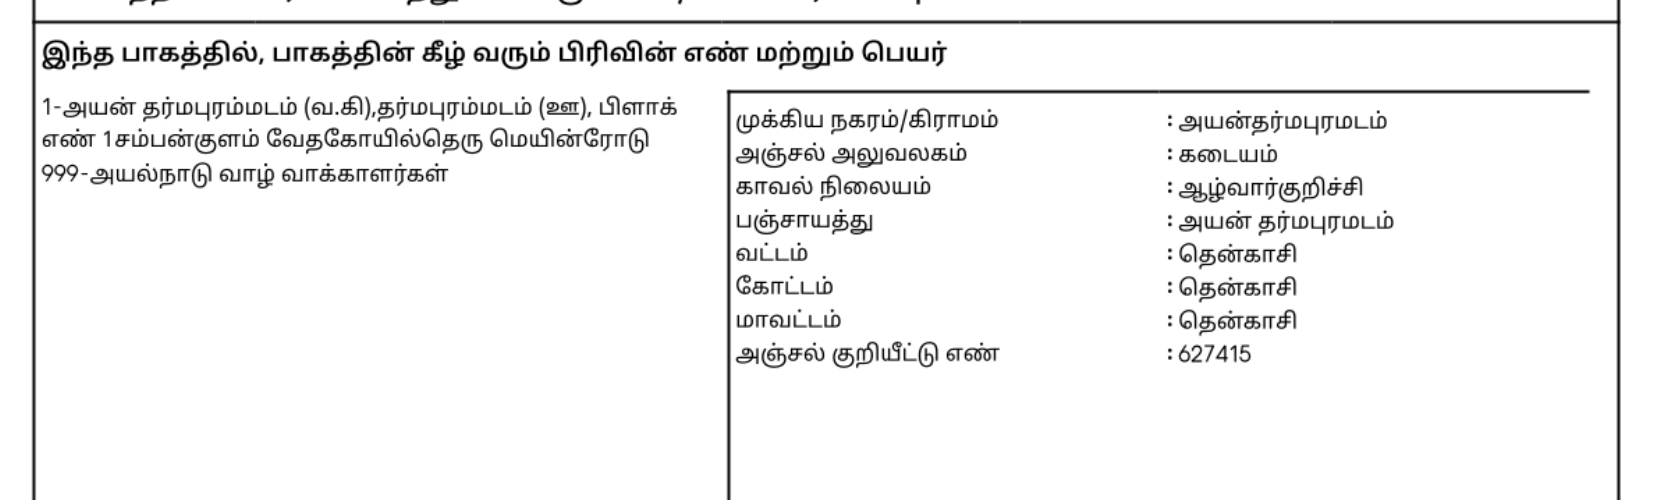 இந்த பாகத்தில், பாகத்தின் கீழ் வரும் பிரிவின் எண் மற்றும் பெயர்
1-அயன் தர்மபுரம்மடம் (வ.கி),தர்மபுரம்மடம் (ஊ), பிளாக்
எண் 1சம்பன்குளம் வேதகோயில்தெரு மெயின்ரோடு
999-அயல்நாடு வாழ் வாக்காளர்கள்
முக்கிய நகரம்/கிராமம் : அயன்தர்மபுரமடம்
அஞ்சல் அலுவலகம் : கடையம்
காவல் நிலையம் : ஆழ்வார்குறிச்சி
பஞ்சாயத்து : அயன் தர்மபுரமடம்
வட்டம் : தென்காசி
கோட்டம் : தென்காசி
மாவட்டம் : தென்காசி
அஞ்சல் குறியீட்டு எண் : 627415